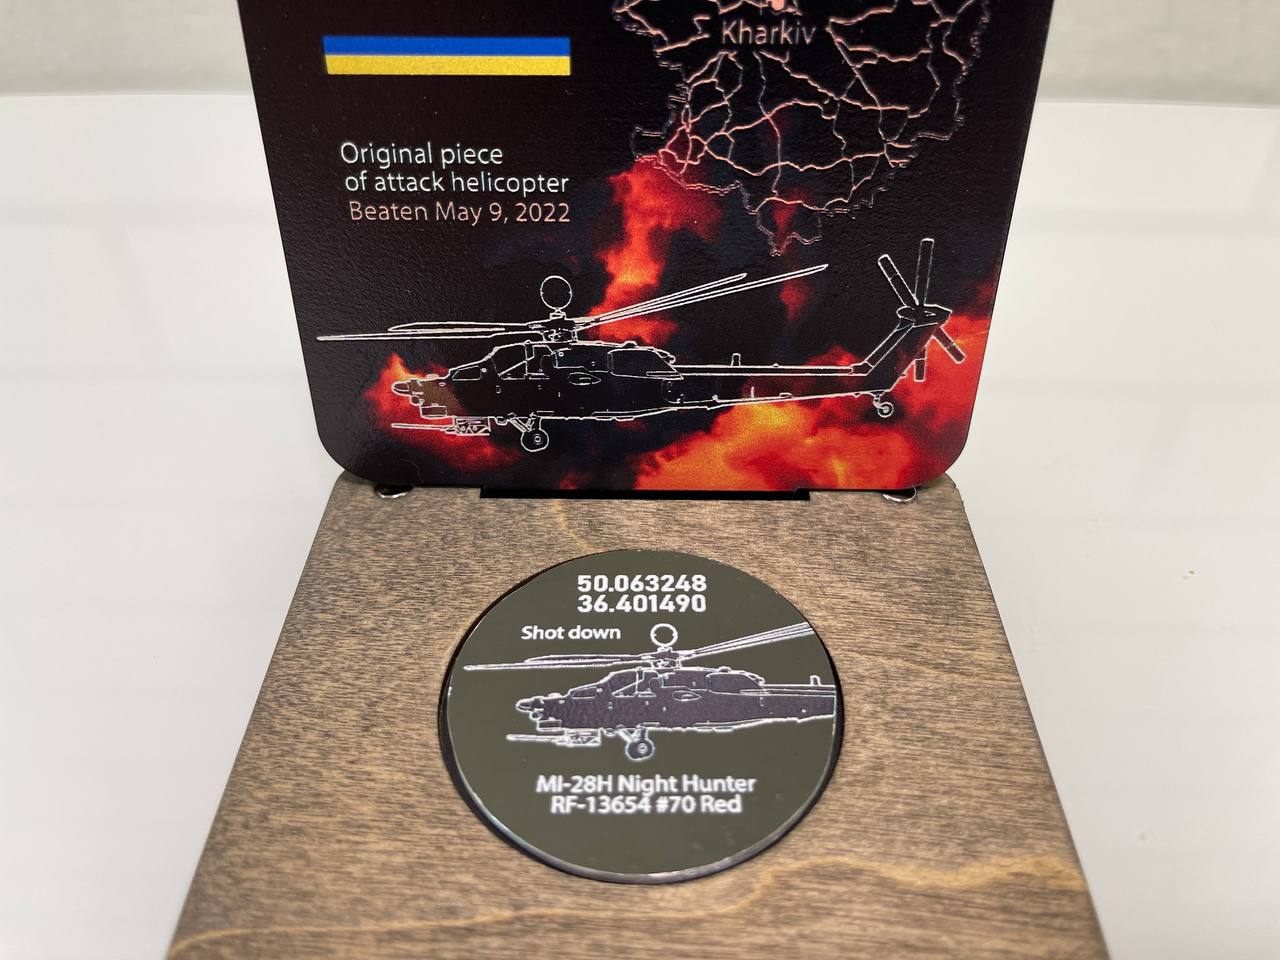 Kharkiv
Original piece
of attack helicopter
Beaten May 9, 2022
50.063248
36.401490
Shot down
MI-28H Night Hunter
RF-13654 #70 Red